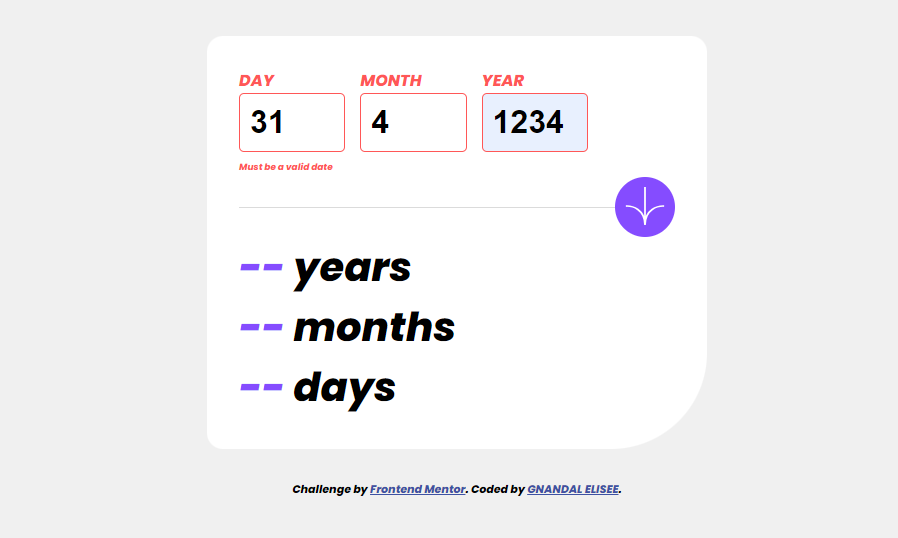 DAY MONTH YEAR
31 4 1234
Must be a valid date
-- years
-- months
-- days
Challenge by Frontend Mentor. Coded by GNANDAL ELISEE.